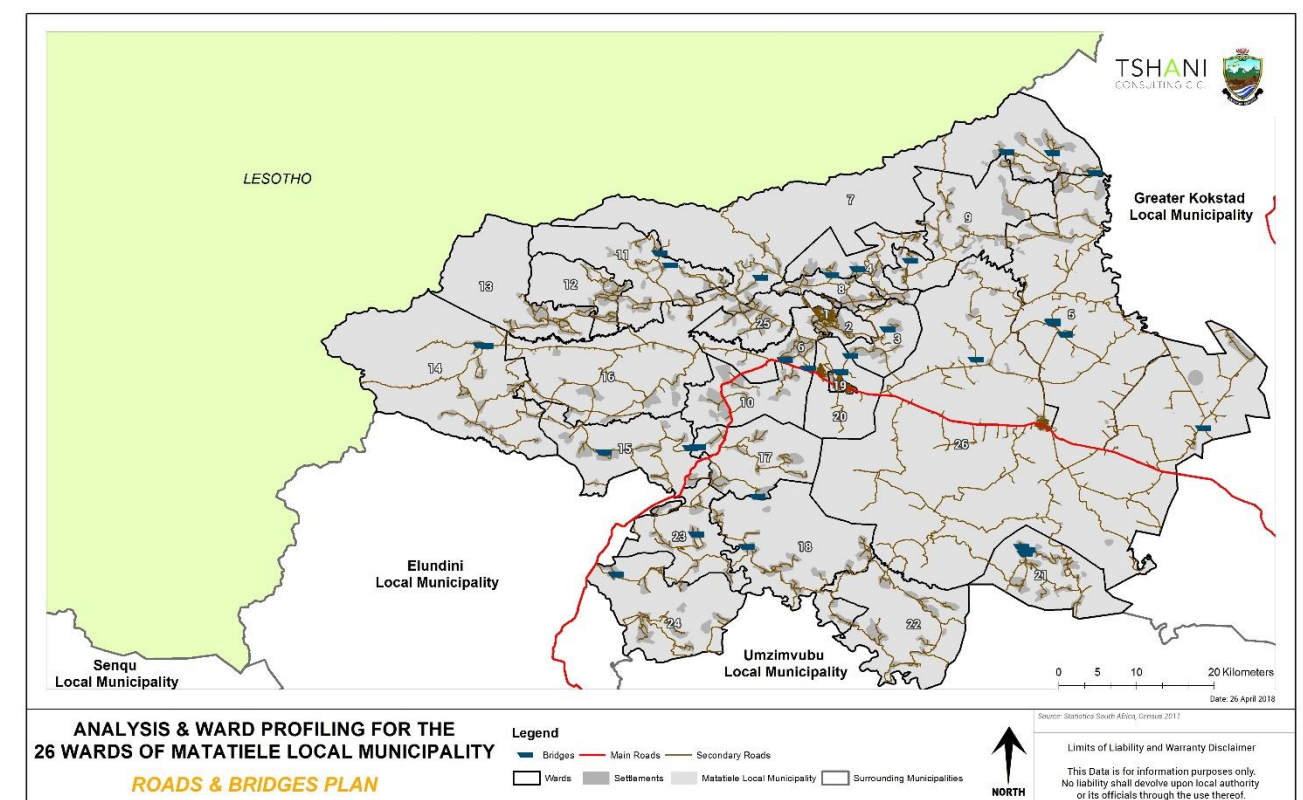 TSHANI
CONSULTING C.C.
LESOTHO
Greater Kokstad
Local Municipality
7
9
11
4
13
12
8
1
5
25
2
3
6
14
16
19
10
20
26
15
17
23
18
21
24
22
Elundini
Local Municipality
Umzimvubu
Local Municipality
Senqu
Local Municipality
0 5 10 20 Kilometers
Date: 26 April 2018
ANALYSIS & WARD PROFILING FOR THE
26 WARDS OF MATATIELE LOCAL MUNICIPALITY
ROADS & BRIDGES PLAN
Legend
Bridges Main Roads Secondary Roads
Wards Settlements Matatiele Local Municipality Surrounding Municipalities
NORTH
Source: Statistics South Africa, Census 2011
Limits of Liability and Warranty Disclaimer
This Data is for information purposes only.
No liability shall devolve upon local authority
or its officials through the use thereof.